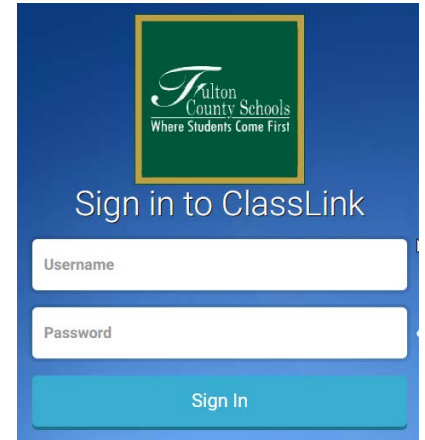 Fulton
County Schools
Where Students Come First
Sign in to ClassLink
Username
Password
Sign In